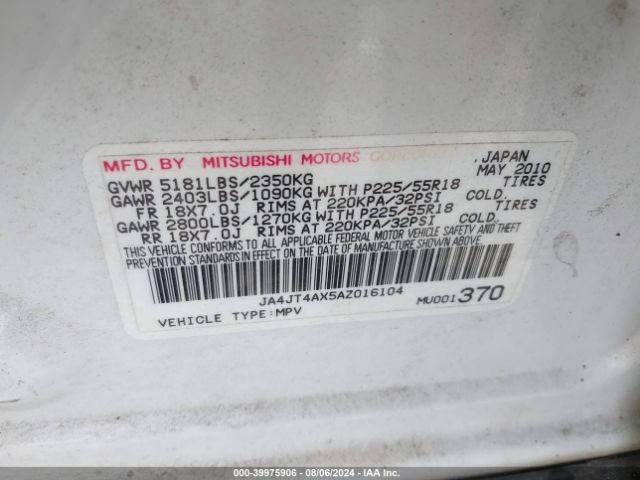 MFD. BY MITSUBISHI MOTORS CORPORATION. JAPAN
GVWR 5181LBS/2350KG MAY 2010
GAWR 2403LBS/1090KG WITH P225/55R18 TIRES
FR 18X7.0J RIMS AT 220KPA/32PSI COLD.
GAWR 2800LBS/1270KG WITH P225/55R18 TIRES
RR 18X7.0J RIMS AT 220KPA/32PSI COLD.
THIS VEHICLE CONFORMS TO ALL APPLICABLE FEDERAL MOTOR VEHICLE SAFETY AND THEFT
PREVENTION STANDARDS IN EFFECT ON THE DATE OF MANUFACTURE SHOWN ABOVE.
JA4JT4AX5AZ016104
MU001370
VEHICLE TYPE:MPV
000-39975906 - 08/06/2024 - IAA Inc.